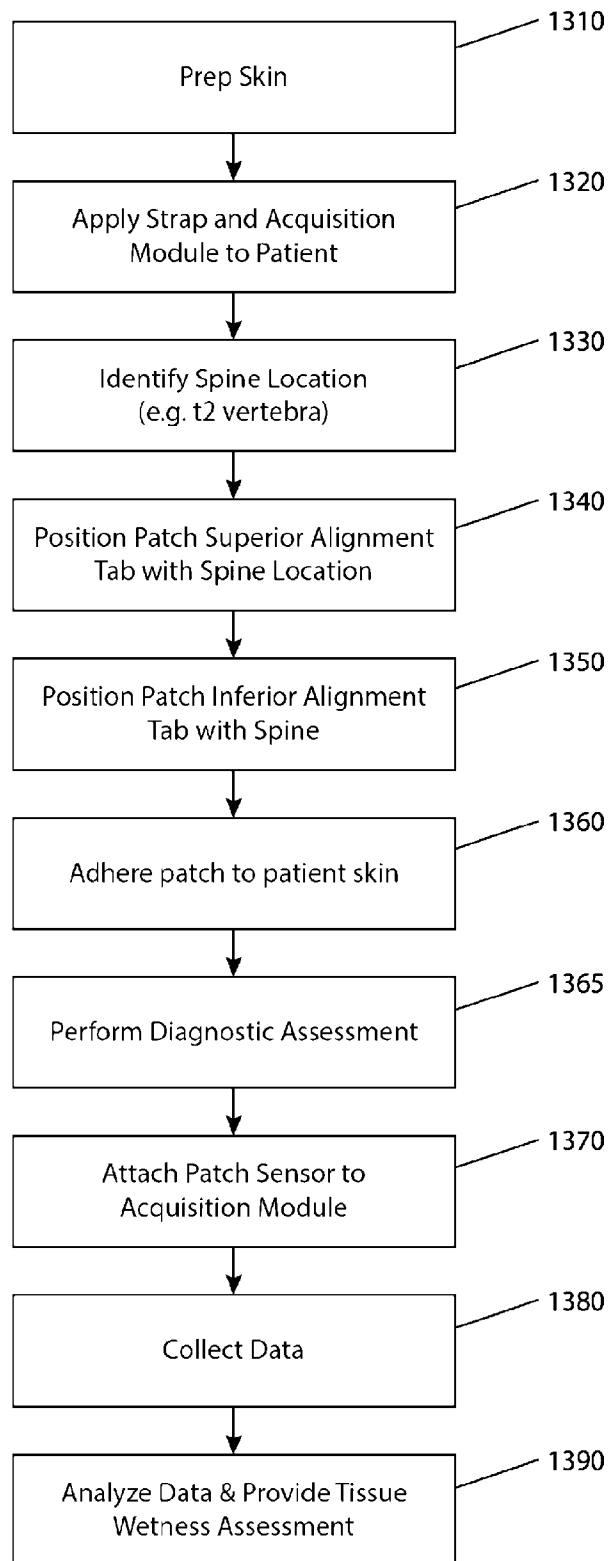 1310
Prep Skin
1320
Apply Strap and Acquisition
Module to Patient
1330
Identify Spine Location
(e.g. t2 vertebra)
1340
Position Patch Superior Alignment
Tab with Spine Location
1350
Position Patch Inferior Alignment
Tab with Spine
1360
Adhere patch to patient skin
1365
Perform Diagnostic Assessment
1370
Attach Patch Sensor to
Acquisition Module
1380
Collect Data
1390
Analyze Data & Provide Tissue
Wetness Assessment